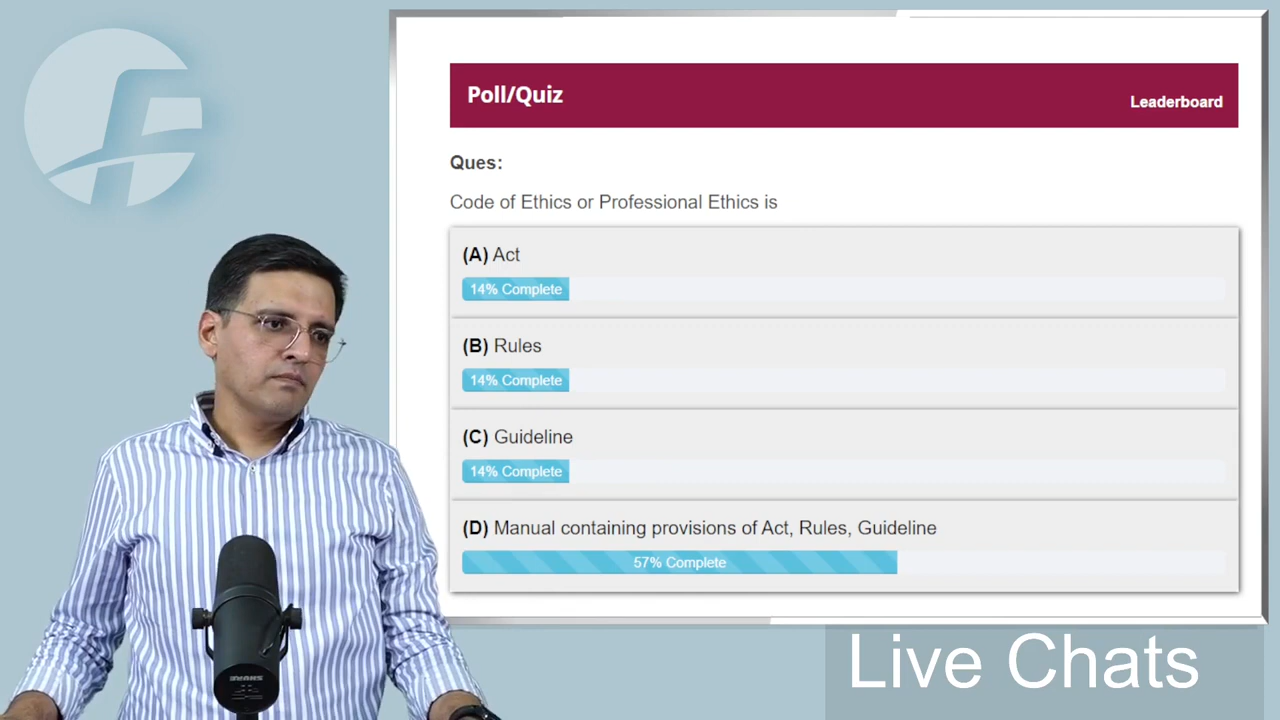 Poll/Quiz
Leaderboard
Ques:
Code of Ethics or Professional Ethics is
(A) Act
14% Complete
(B) Rules
14% Complete
(C) Guideline
14% Complete
(D) Manual containing provisions of Act, Rules, Guideline
57% Complete
Live Chats
SHURE